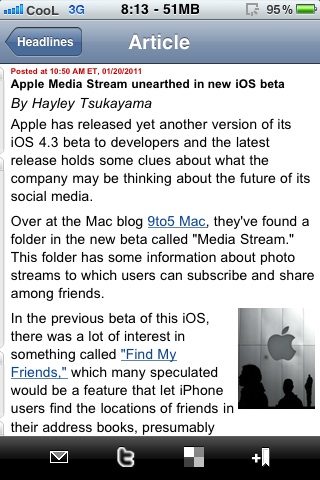 CooL 3G 8:13 - 51MB 95%
Headlines Article
Posted at 10:50 AM ET, 01/20/2011
Apple Media Stream unearthed in new iOS beta
By Hayley Tsukayama
Apple has released yet another version of its
iOS 4.3 beta to developers and the latest
release holds some clues about what the
company may be thinking about the future of its
social media.
Over at the Mac blog 9to5 Mac, they've found a
folder in the new beta called "Media Stream."
This folder has some information about photo
streams to which users can subscribe and share
among friends.
In the previous beta of this iOS,
there was a lot of interest in
something called "Find My
Friends," which many speculated
would be a feature that let iPhone
users find the locations of friends in
their address books, presumably